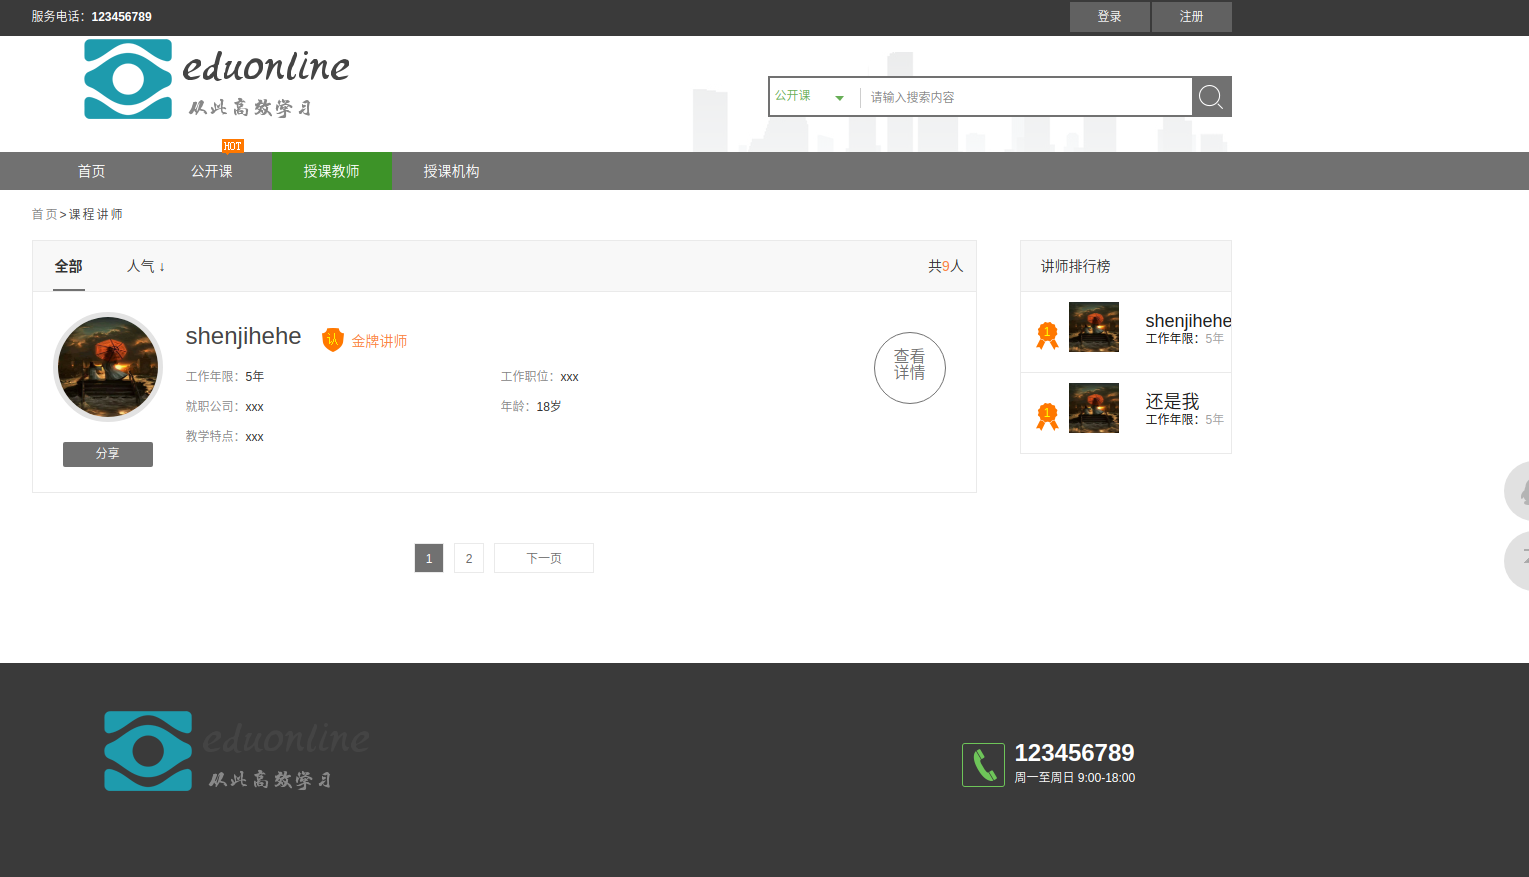 服务电话：123456789
登录
注册
eduonline
从此高效学习
公开课
请输入搜索内容
HOT
首页
公开课
授课教师
授课机构
首页>课程讲师
全部
人气 ↓
共9人
shenjihehe
认
金牌讲师
工作年限：5年
工作职位：xxx
就职公司：xxx
年龄：18岁
教学特点：xxx
查看
详情
分享
讲师排行榜
1
shenjihehe
工作年限：5年
1
还是我
工作年限：5年
1
2
下一页
eduonline
从此高效学习
123456789
周一至周日 9:00-18:00